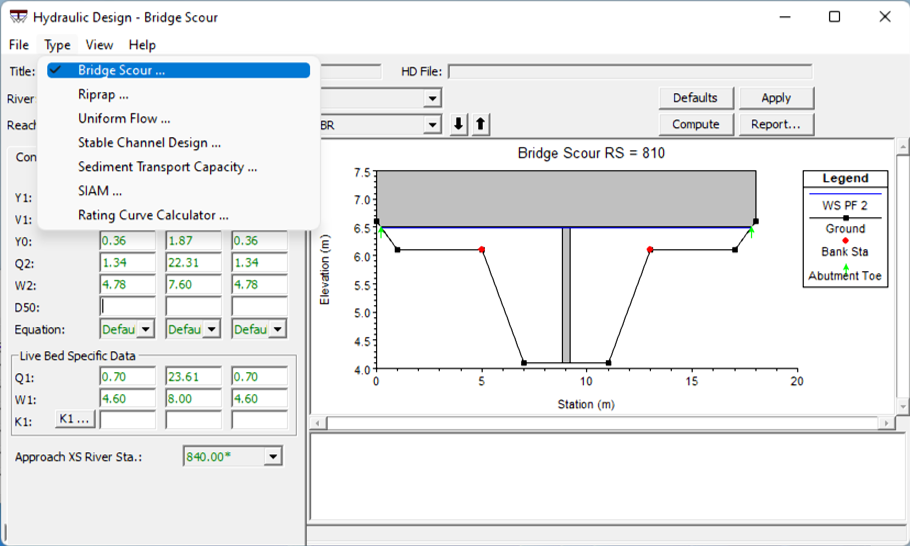 Hydraulic Design - Bridge Scour
File Type View Help
Title: HD File:
Bridge Scour ...
Riprap ...
Uniform Flow ...
Stable Channel Design ...
Sediment Transport Capacity ...
SIAM ...
Rating Curve Calculator ...
River Defaults Apply
Reach BR Compute Report...
Con
Y1:
V1:
Y0: 0.36 1.87 0.36
Q2: 1.34 22.31 1.34
W2: 4.78 7.60 4.78
D50:
Equation: Defau Defau Defau
Live Bed Specific Data
Q1: 0.70 23.61 0.70
W1: 4.60 8.00 4.60
K1: K1 ...
Approach XS River Sta.: 840.00*
Bridge Scour RS = 810
7.5
7.0
6.5
6.0
5.5
5.0
4.5
4.0
Elevation (m)
0 5 10 15 20
Station (m)
Legend
WS PF 2
Ground
Bank Sta
Abutment Toe